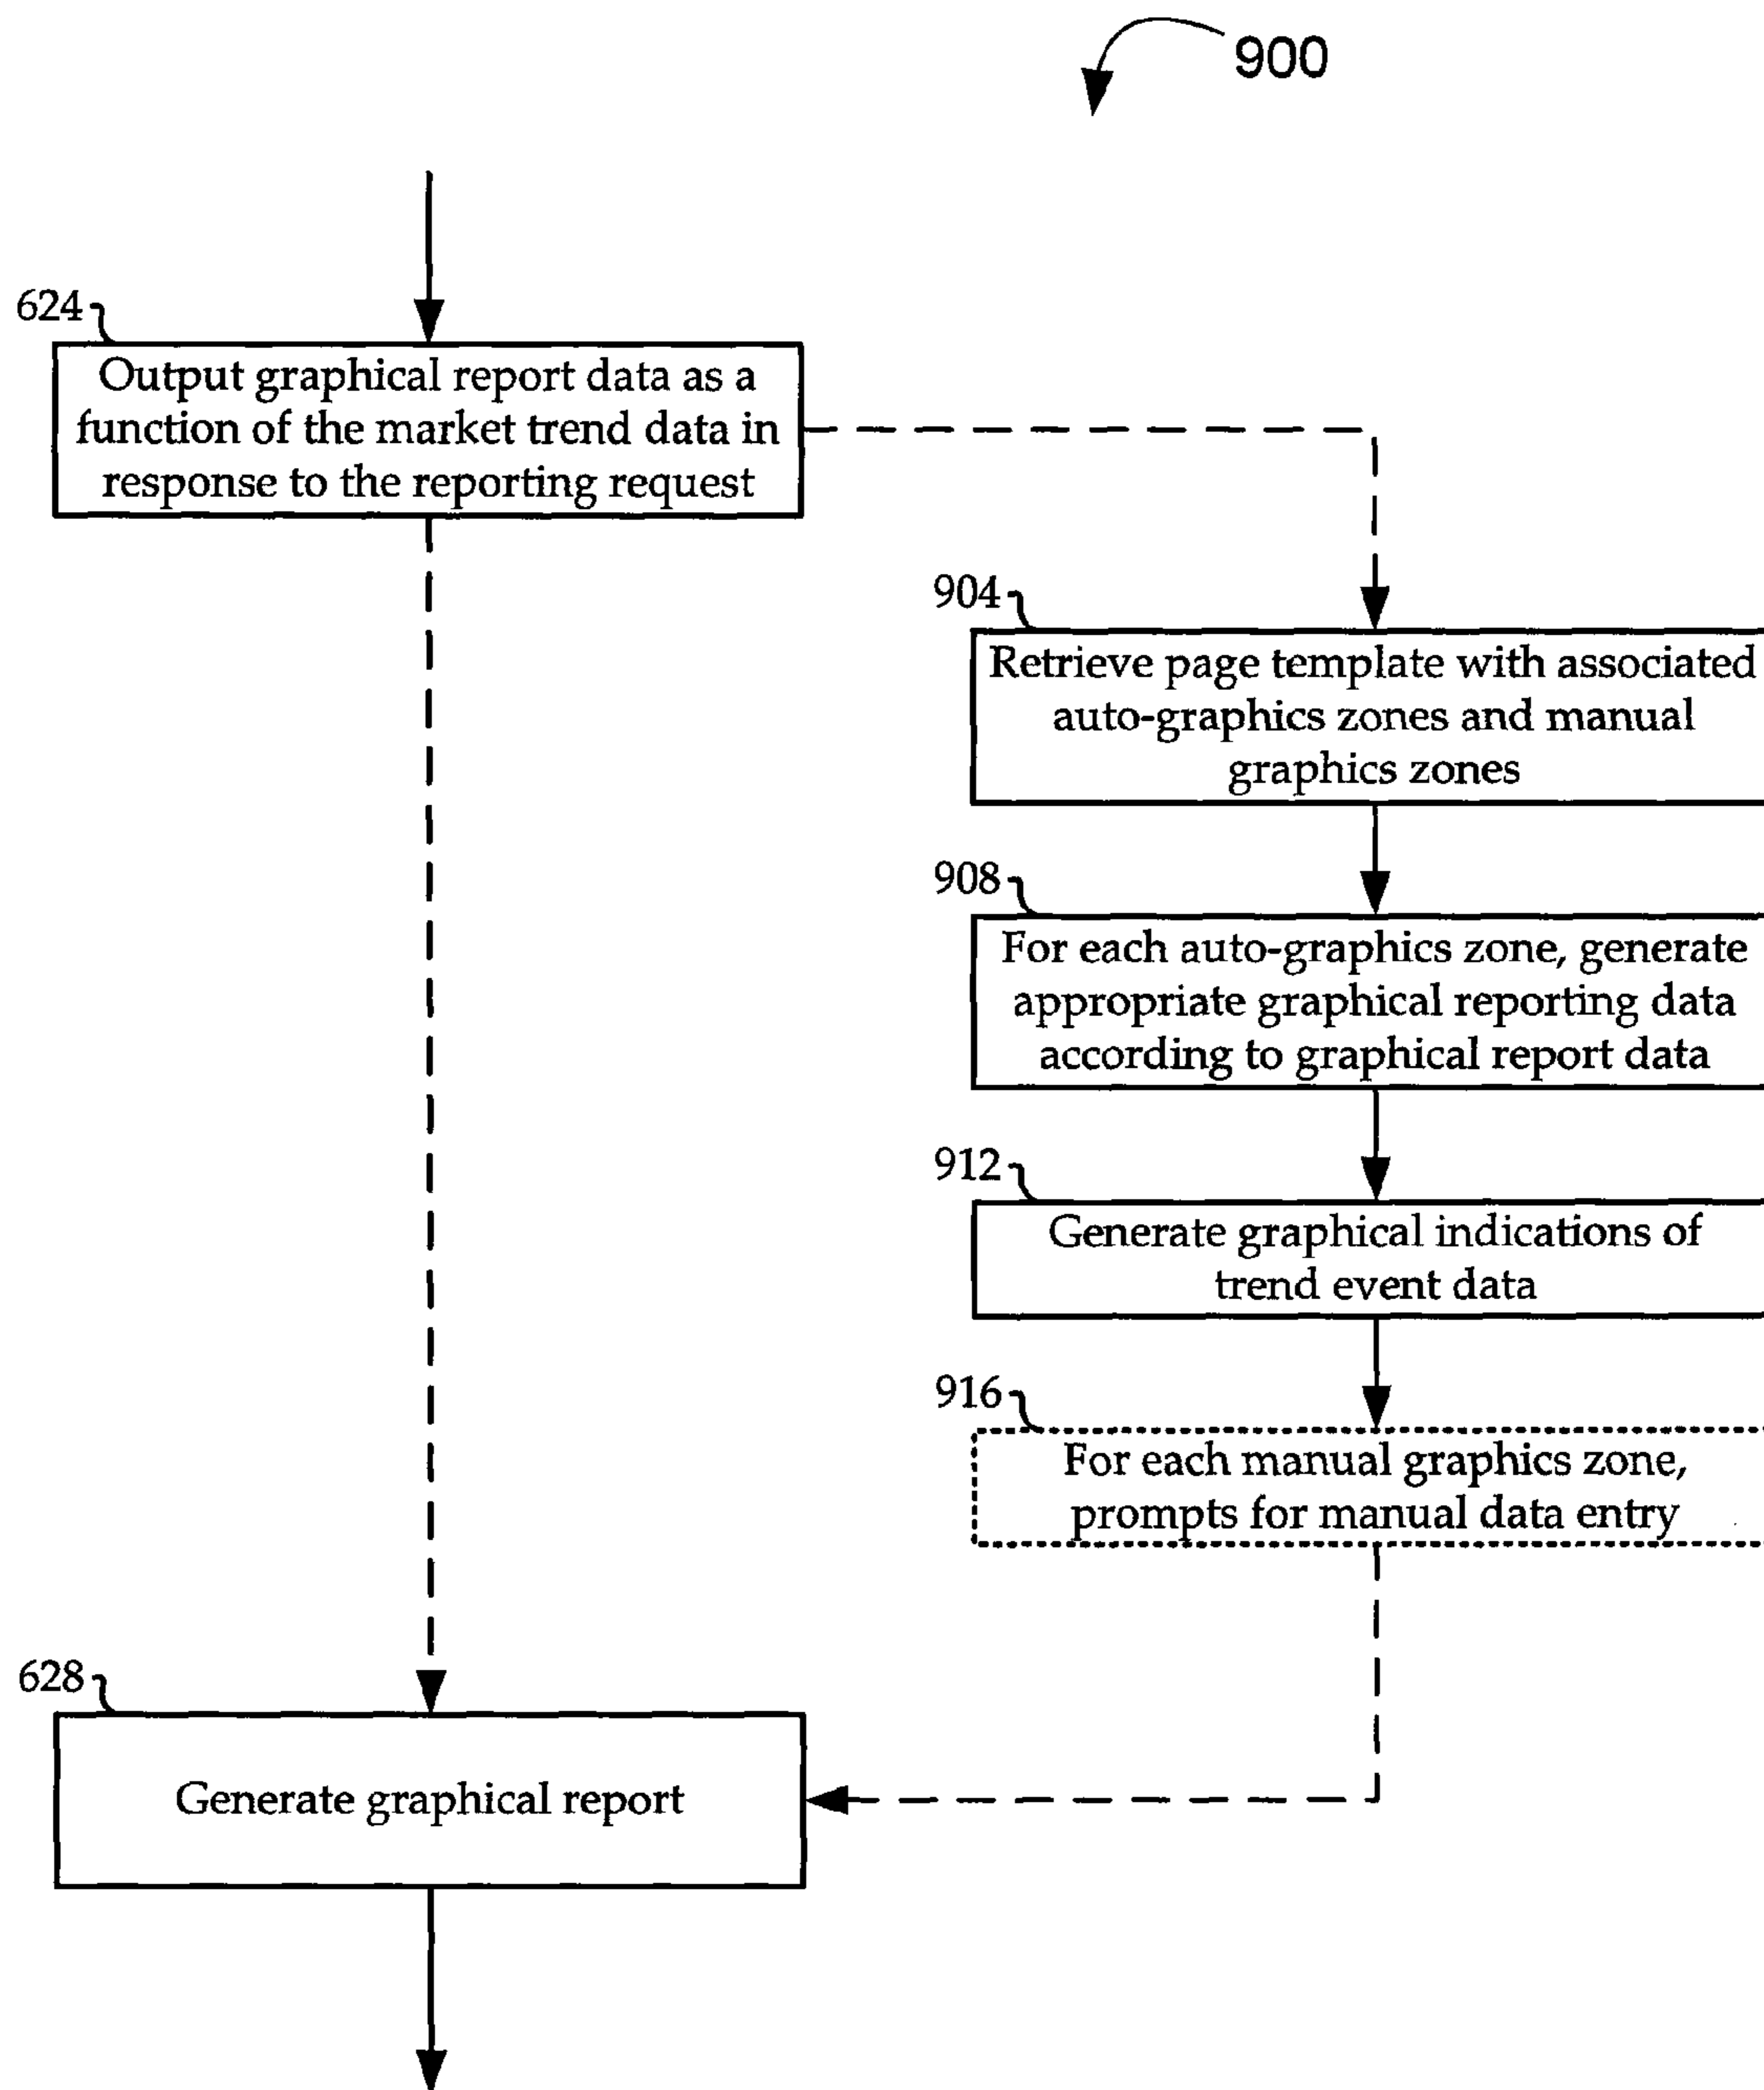 900
624
Output graphical report data as a
function of the market trend data in
response to the reporting request
904
Retrieve page template with associated
auto-graphics zones and manual
graphics zones
908
For each auto-graphics zone, generate
appropriate graphical reporting data
according to graphical report data
912
Generate graphical indications of
trend event data
916
For each manual graphics zone,
prompts for manual data entry
628
Generate graphical report